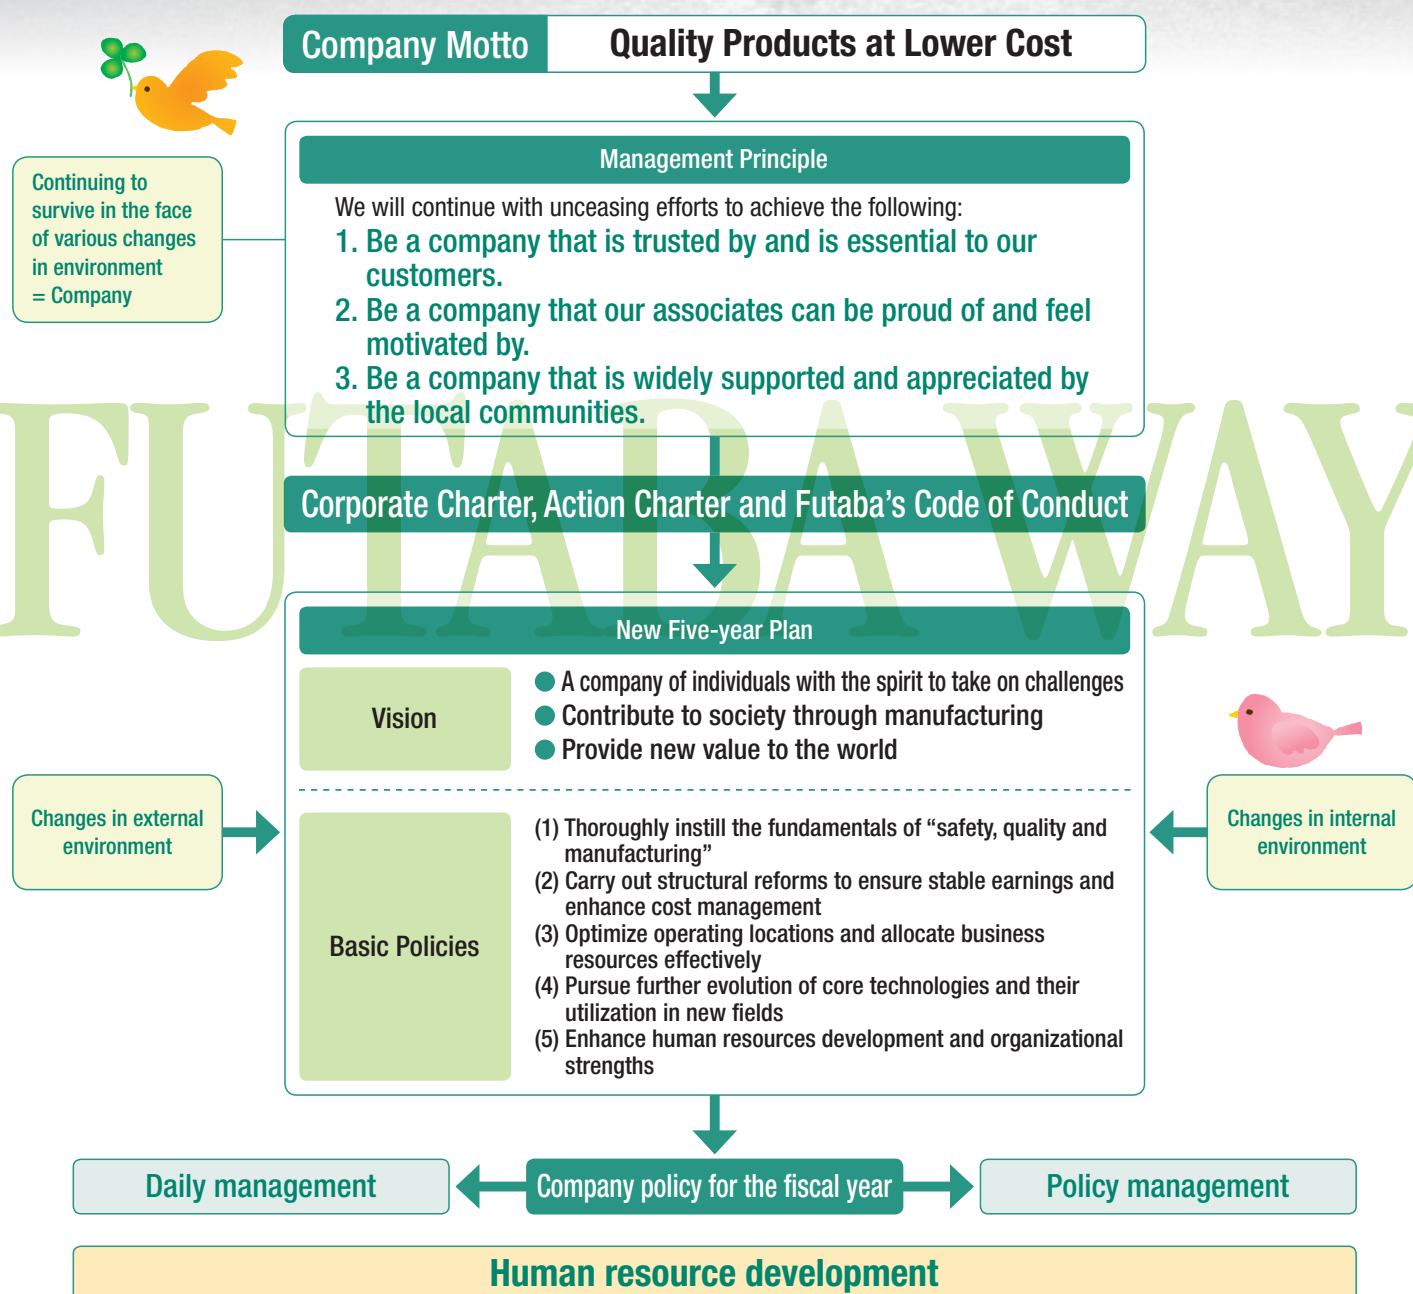 Company Motto
Quality Products at Lower Cost
Management Principle
Continuing to
survive in the face
of various changes
in environment
= Company
We will continue with unceasing efforts to achieve the following:
1. Be a company that is trusted by and is essential to our
customers.
2. Be a company that our associates can be proud of and feel
motivated by.
3. Be a company that is widely supported and appreciated by
the local communities.
FUTABA WAY
Corporate Charter, Action Charter and Futaba’s Code of Conduct
New Five-year Plan
Vision
● A company of individuals with the spirit to take on challenges
● Contribute to society through manufacturing
● Provide new value to the world
Changes in external
environment
Changes in internal
environment
Basic Policies
(1) Thoroughly instill the fundamentals of “safety, quality and
manufacturing”
(2) Carry out structural reforms to ensure stable earnings and
enhance cost management
(3) Optimize operating locations and allocate business
resources effectively
(4) Pursue further evolution of core technologies and their
utilization in new fields
(5) Enhance human resources development and organizational
strengths
Daily management
Company policy for the fiscal year
Policy management
Human resource development